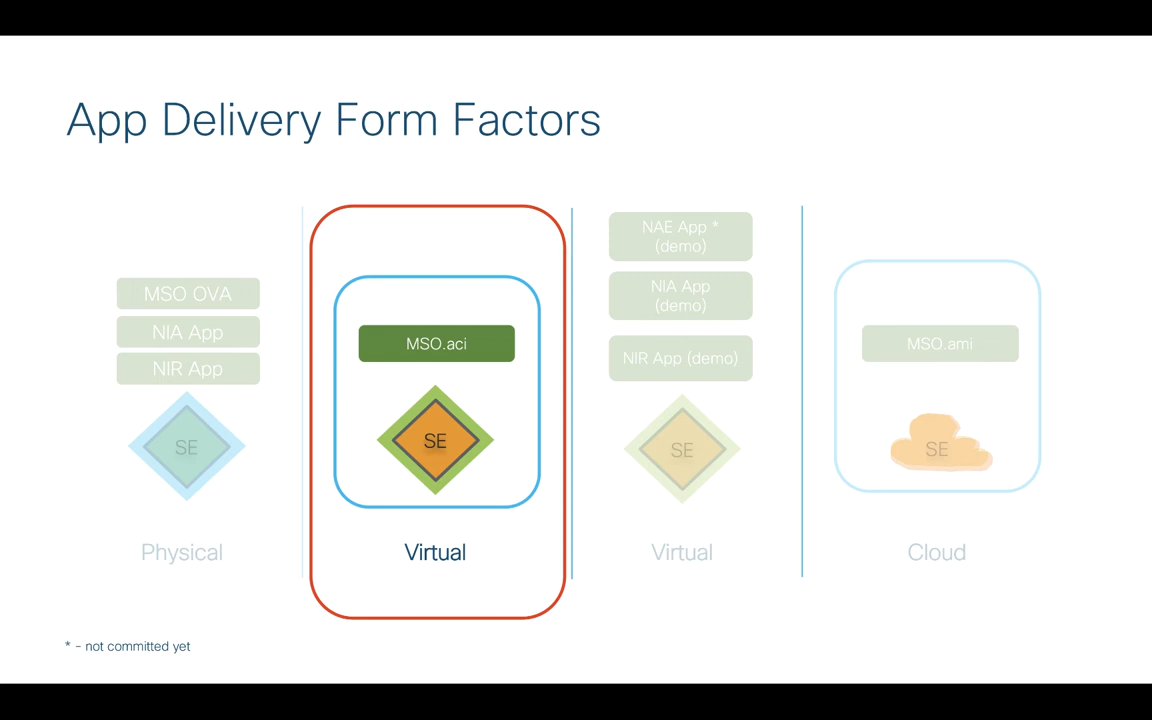 App Delivery Form Factors
MSO OVA
NIA App
NIR App
SE
Physical
MSO.aci
SE
Virtual
NAE App *
(demo)
NIA App
(demo)
NIR App (demo)
SE
Virtual
MSO.ami
SE
Cloud
* - not committed yet